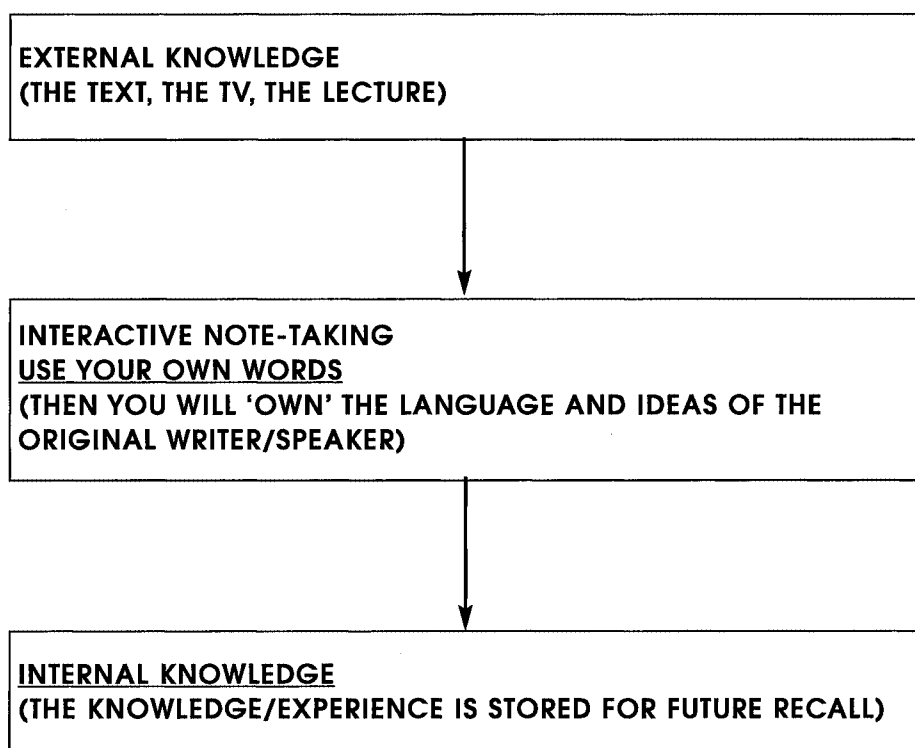 EXTERNAL KNOWLEDGE
(THE TEXT, THE TV, THE LECTURE)
INTERACTIVE NOTE-TAKING
USE YOUR OWN WORDS
(THEN YOU WILL ‘OWN’ THE LANGUAGE AND IDEAS OF THE
ORIGINAL WRITER/SPEAKER)
INTERNAL KNOWLEDGE
(THE KNOWLEDGE/EXPERIENCE IS STORED FOR FUTURE RECALL)